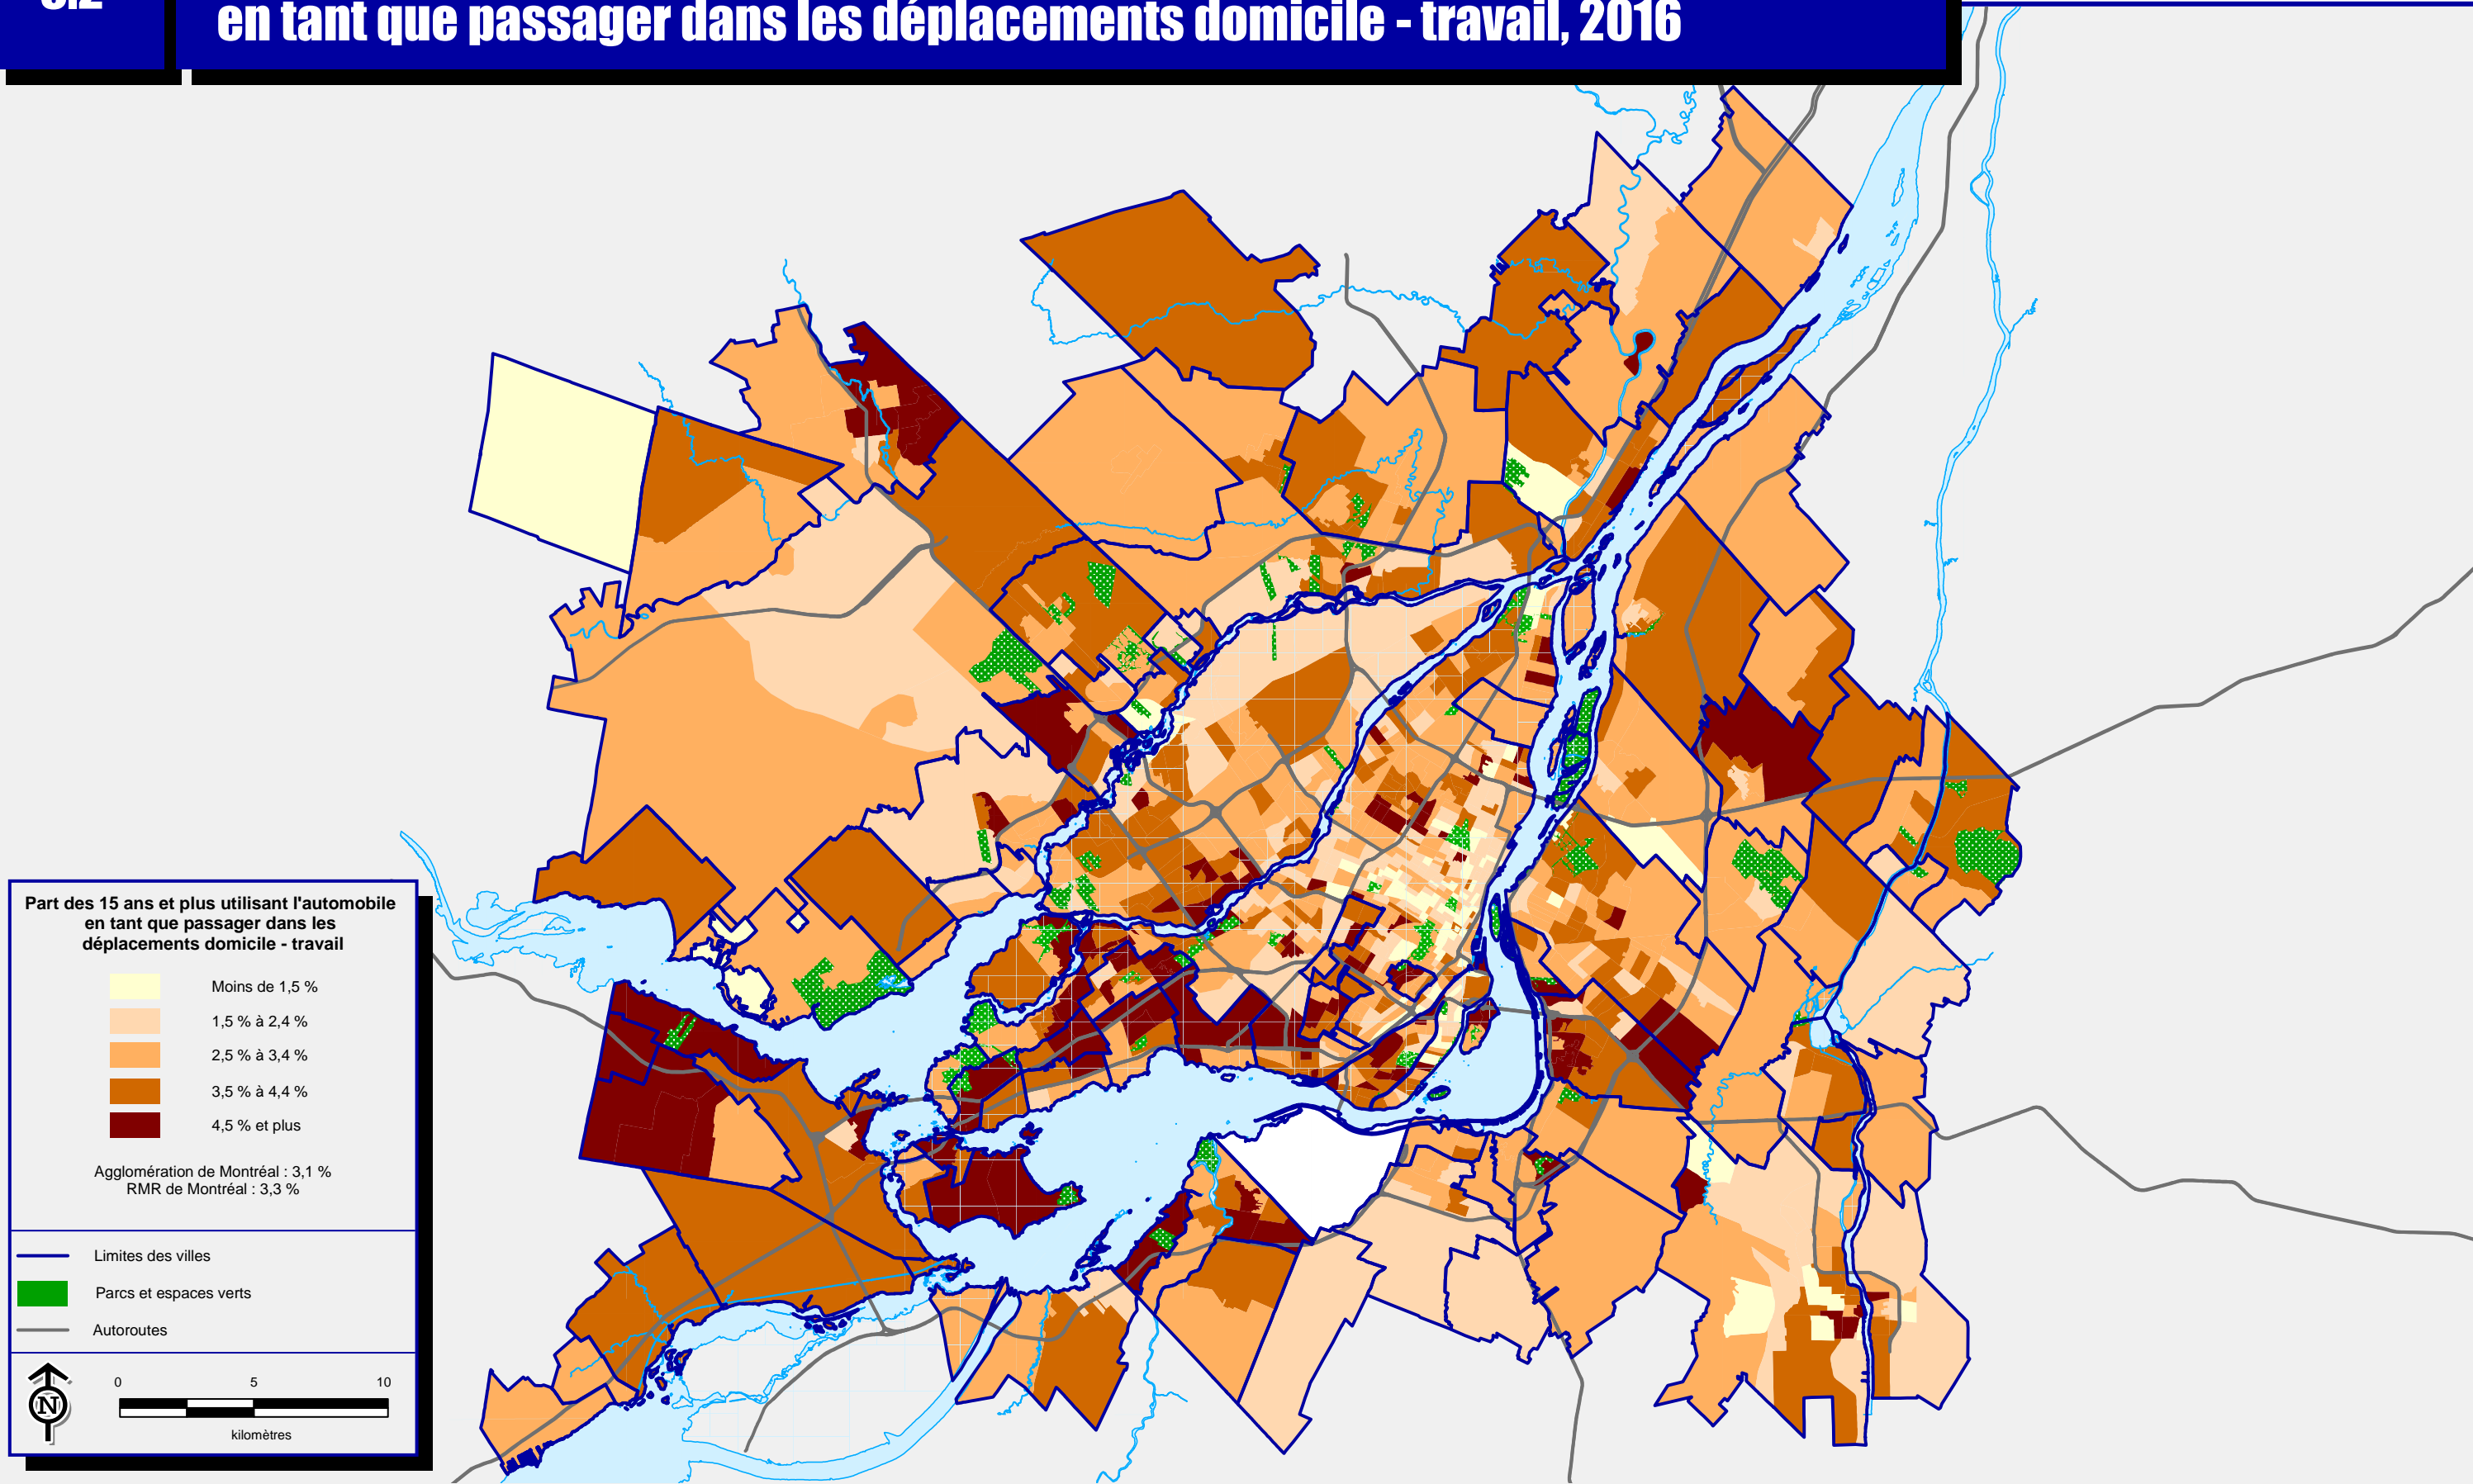 en tant que passager dans les déplacements domicile - travail, 2016
Part des 15 ans et plus utilisant l'automobile
en tant que passager dans les
déplacements domicile - travail
Moins de 1,5 %
1,5 % à 2,4 %
2,5 % à 3,4 %
3,5 % à 4,4 %
4,5 % et plus
Agglomération de Montréal : 3,1 %
RMR de Montréal : 3,3 %
Limites des villes
Parcs et espaces verts
Autoroutes
N
0 5 10
kilomètres